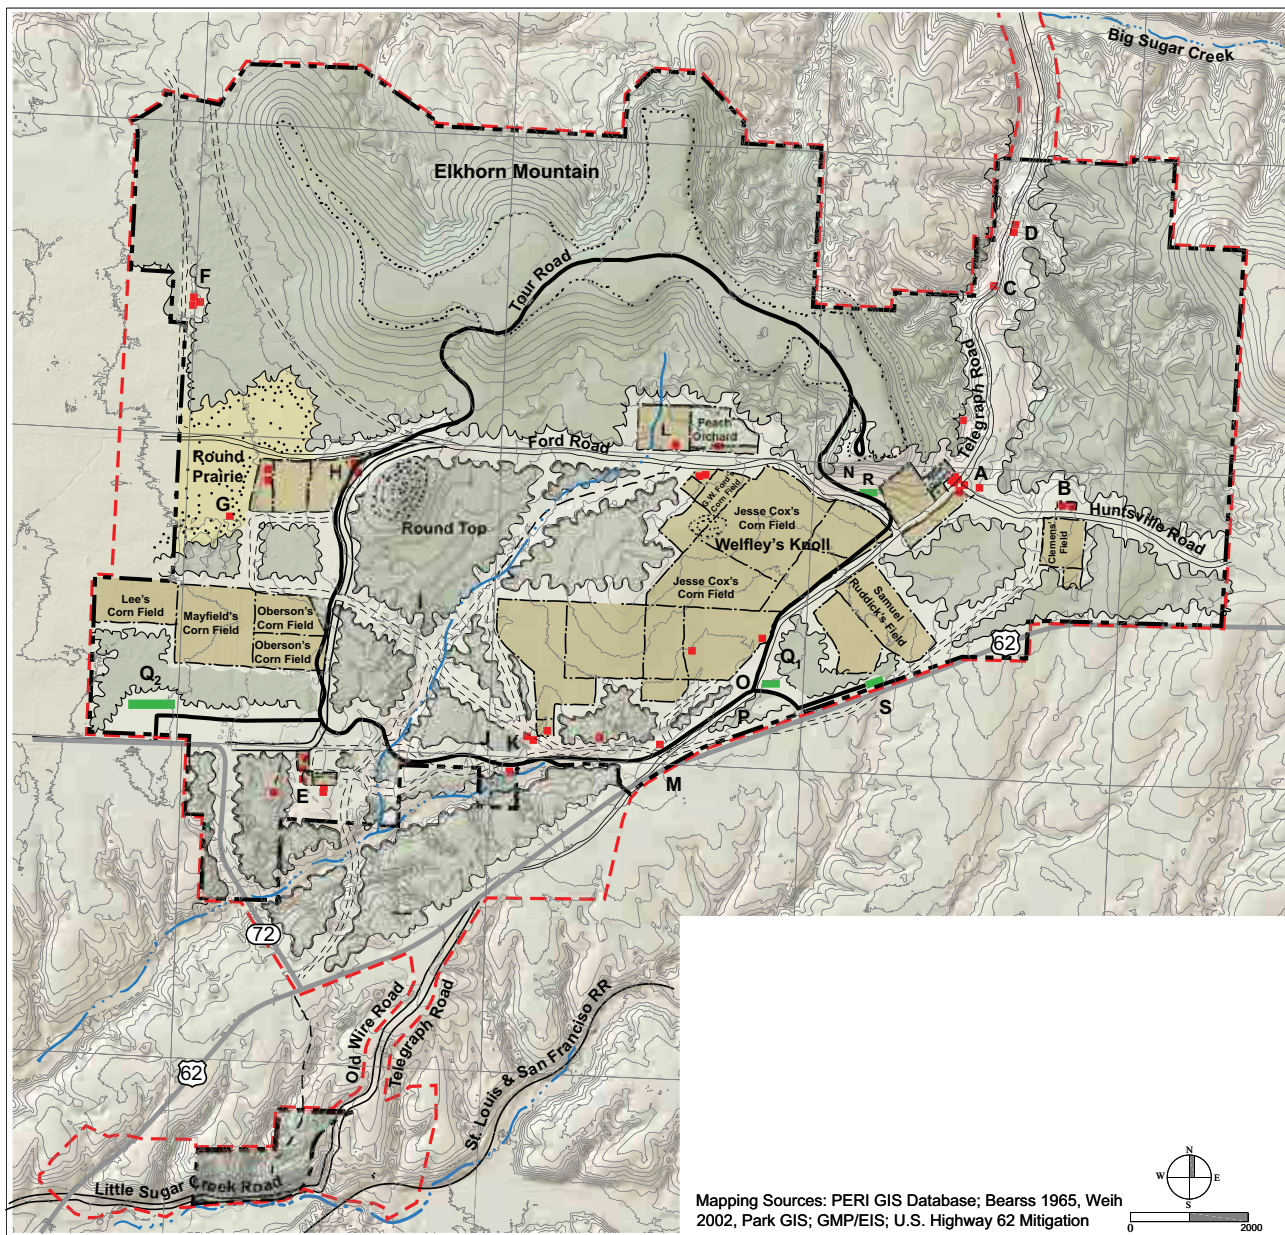 Big Sugar Creek
Elkhorn Mountain
D
Tour Road
F
C
Telegraph Road
L
Peach
Orchard
Ford Road
Round
Prairie
H
N
R
A
B
G.W. Ford
Corn Field
G
Jesse Cox's
Corn Field
Huntsville Road
Round Top
Welfley's Knoll
Clemens'
Field
Jesse Cox's
Corn Field
Samuel
Ruddick's Field
Lee's
Corn Field
Mayfield's
Corn Field
Oberson's
Corn Field
Oberson's
Corn Field
62
Q1
Q2
O
S
P
K
M
E
72
Old Wire Road
Telegraph Road
St. Louis & San Francisco RR
62
Little Sugar Creek Road
N
W
E
S
Mapping Sources: PERI GIS Database; Bearss 1965, Weih
2002, Park GIS; GMP/EIS; U.S. Highway 62 Mitigation
0
2000